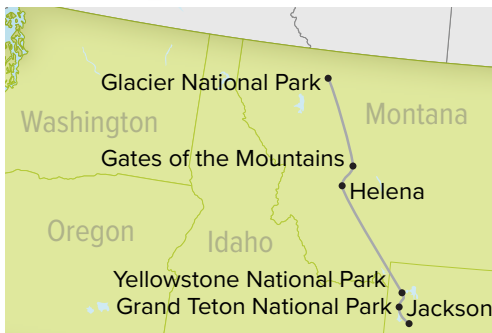 Glacier National Park
Washington
Montana
Gates of the Mountains
Helena
Oregon
Idaho
Yellowstone National Park
Grand Teton National Park
Jackson